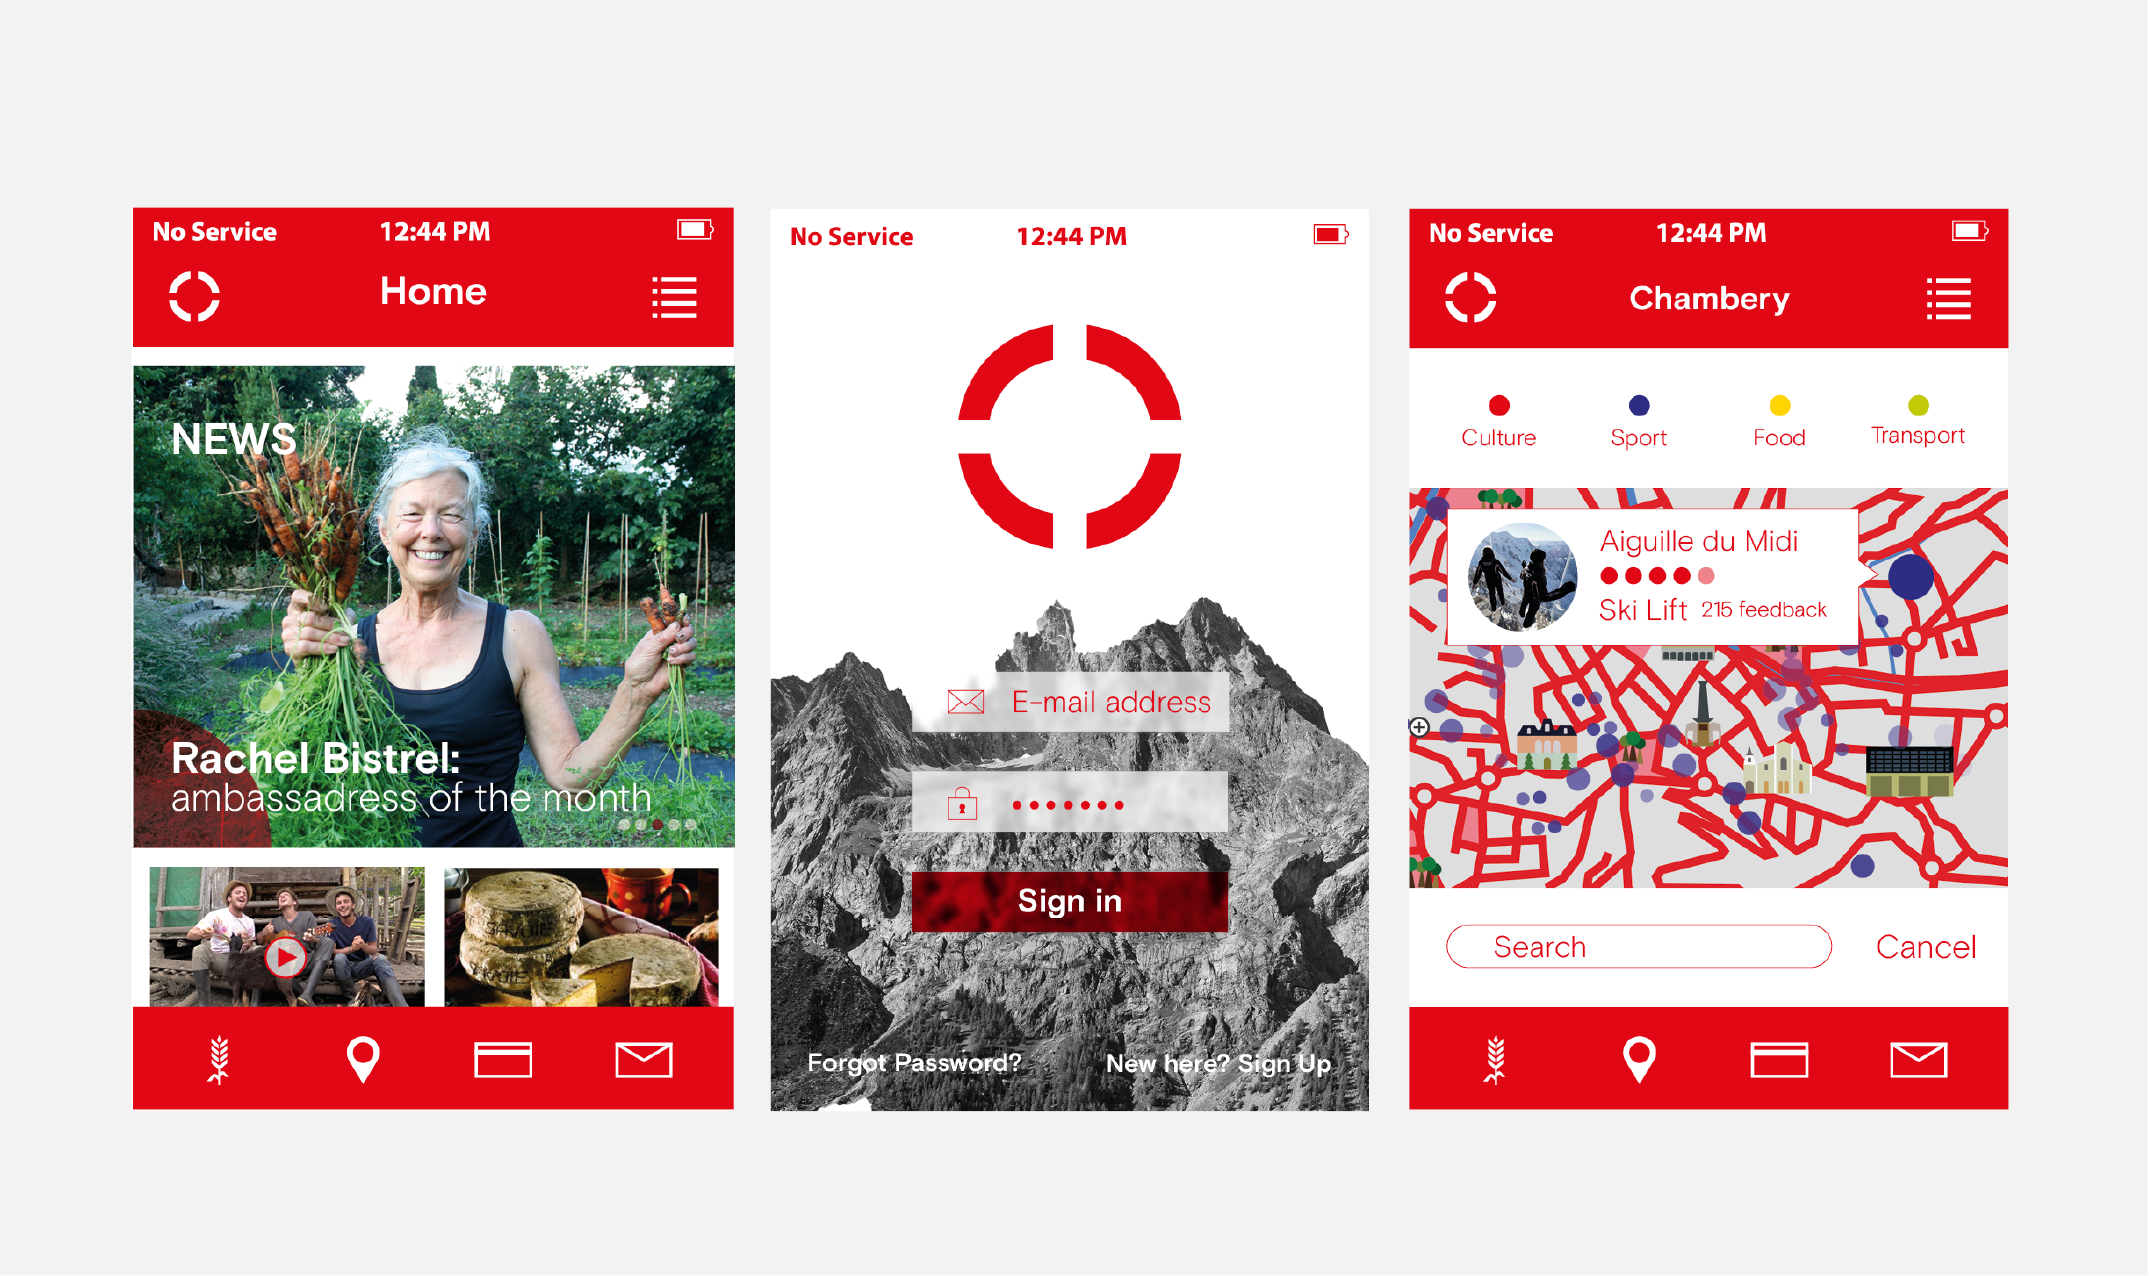 No Service 12:44 PM
Home
NEWS
Rachel Bistrel:
ambassadress of the month
SAVOIE
No Service 12:44 PM
E-mail address
Sign in
Forgot Password?
New here? Sign Up
No Service 12:44 PM
Chambery
Culture Sport Food Transport
Aiguille du Midi
Ski Lift 215 feedback
Search Cancel